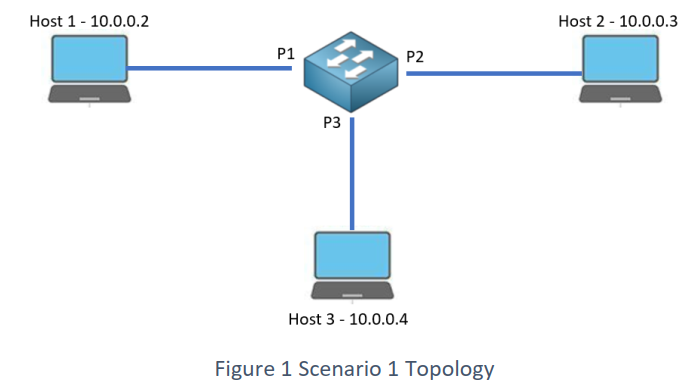 Host 1 - 10.0.0.2
Host 2 - 10.0.0.3
P1
P2
P3
Host 3 - 10.0.0.4
Figure 1 Scenario 1 Topology